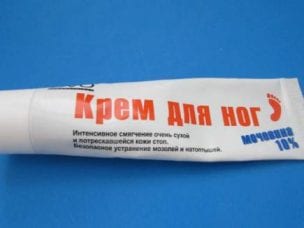 Крем для ног
Интенсивное смягчение очень сухой
и потрескавшейся кожи стоп.
Безопасное устранение мозолей и натоптышей.
мочевина
10%